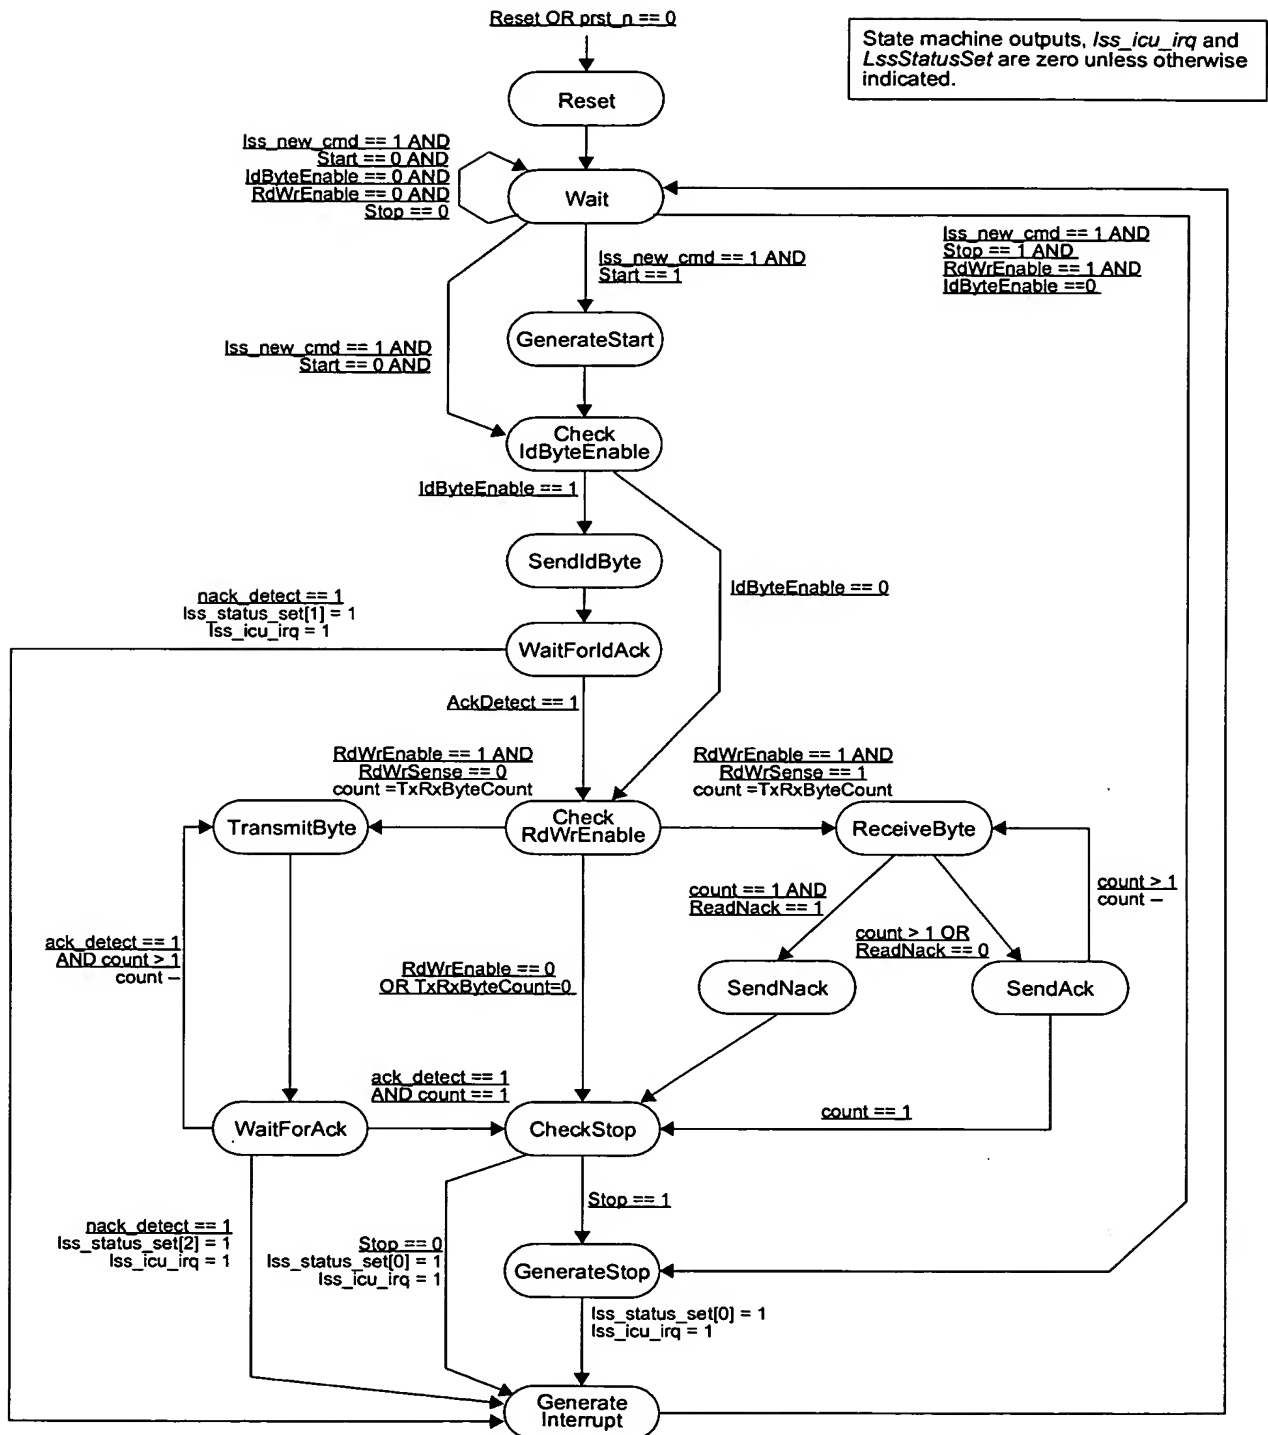 Reset OR prst_n == 0
State machine outputs, lss_icu_irq and
LssStatusSet are zero unless otherwise
indicated.
Reset
lss_new_cmd == 1 AND
Start == 0 AND
IdByteEnable == 0 AND
RdWrEnable == 0 AND
Stop == 0
Wait
lss_new_cmd == 1 AND
Stop == 1 AND
RdWrEnable == 1 AND
IdByteEnable ==0
lss_new_cmd == 1 AND
Start == 1
GenerateStart
lss_new_cmd == 1 AND
Start == 0 AND
Check
IdByteEnable
IdByteEnable == 1
SendIdByte
IdByteEnable == 0
nack_detect == 1
lss_status_set[1] = 1
lss_icu_irq = 1
WaitForIdAck
AckDetect == 1
RdWrEnable == 1 AND
RdWrSense == 0
count =TxRxByteCount
RdWrEnable == 1 AND
RdWrSense == 1
count =TxRxByteCount
TransmitByte
Check
RdWrEnable
ReceiveByte
count == 1 AND
ReadNack == 1
count > 1
count –
count > 1 OR
ReadNack == 0
ack_detect == 1
AND count > 1
count –
RdWrEnable == 0
OR TxRxByteCount=0
SendNack
SendAck
ack_detect == 1
AND count == 1
WaitForAck
CheckStop
count == 1
Stop == 1
nack_detect == 1
lss_status_set[2] = 1
lss_icu_irq = 1
Stop == 0
lss_status_set[0] = 1
lss_icu_irq = 1
GenerateStop
lss_status_set[0] = 1
lss_icu_irq = 1
Generate
Interrupt